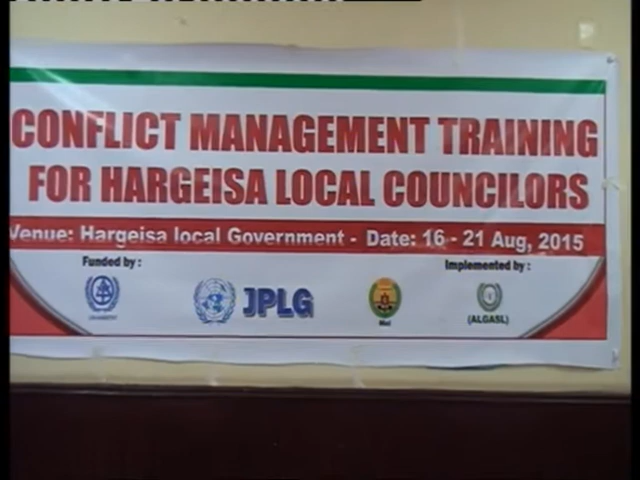 CONFLICT MANAGEMENT TRAINING
FOR HARGEISA LOCAL COUNCILORS
Venue: Hargeisa local Government - Date: 16 - 21 Aug, 2015
Funded by :
Implemented by :
JPLG
MoI
(ALGASL)